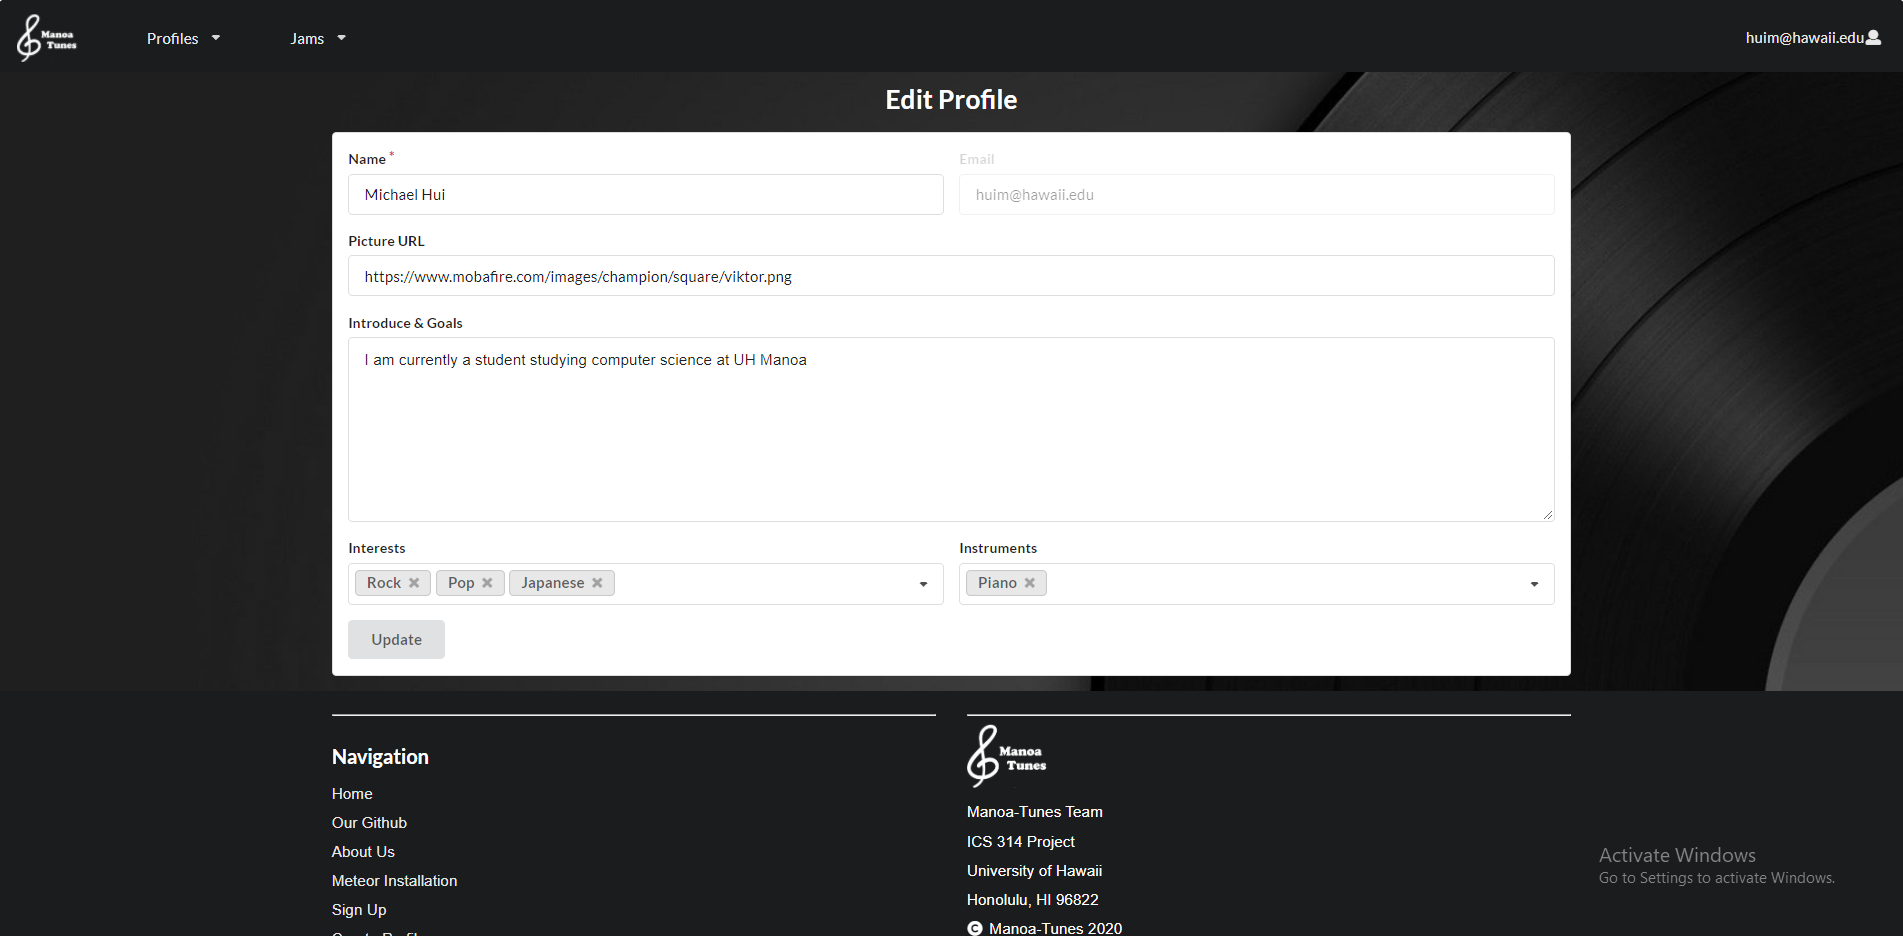 Manoa
Tunes
Profiles
Jams
huim@hawaii.edu
Edit Profile
Name *
Email
Michael Hui
huim@hawaii.edu
Picture URL
https://www.mobafire.com/images/champion/square/viktor.png
Introduce & Goals
I am currently a student studying computer science at UH Manoa
Interests
Instruments
Rock
Pop
Japanese
Piano
Update
Navigation
Home
Our Github
About Us
Meteor Installation
Sign Up
Manoa
Tunes
Manoa-Tunes Team
ICS 314 Project
University of Hawaii
Honolulu, HI 96822
© Manoa-Tunes 2020
Activate Windows
Go to Settings to activate Windows.